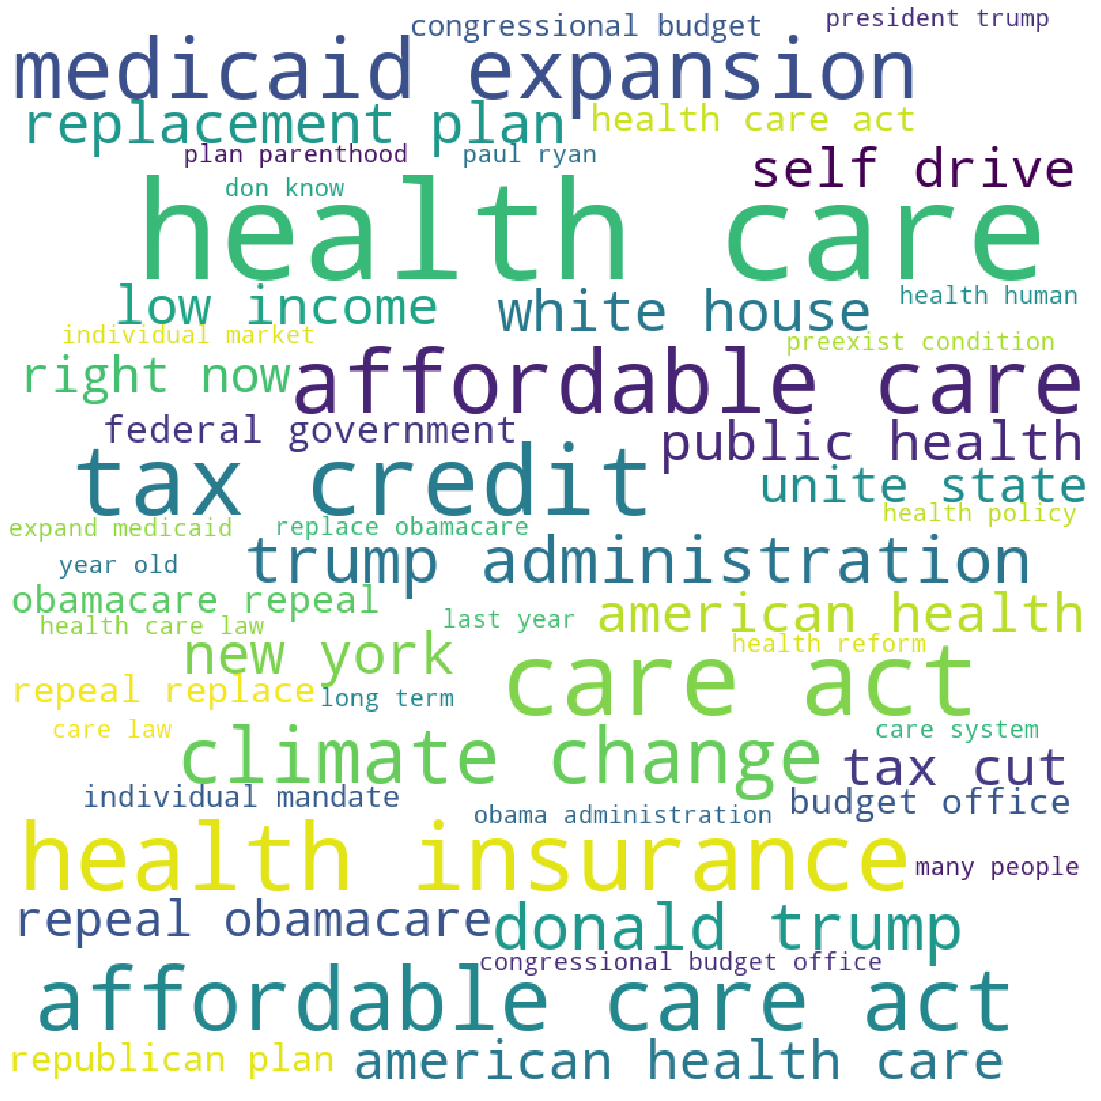 congressional budget
president trump
medicaid expansion
replacement plan
health care act
plan parenthood
paul ryan
self drive
don know
health care
low income
white house
health human
individual market
preexist condition
right now
affordable care
federal government
public health
tax credit
unite state
expand medicaid
replace obamacare
health policy
year old
trump administration
obamacare repeal
health care law
last year
american health
new york
health reform
care act
repeal replace
long term
care law
climate change
care system
tax cut
individual mandate
obama administration
budget office
health insurance
many people
repeal obamacare
donald trump
congressional budget office
affordable care act
republican plan
american health care